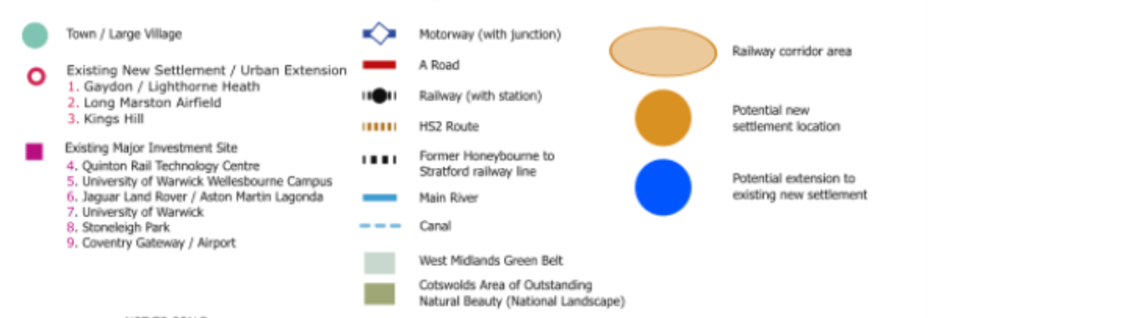 Town / Large Village
Existing New Settlement / Urban Extension
1. Gaydon / Lighthorne Heath
2. Long Marston Airfield
3. Kings Hill
Existing Major Investment Site
4. Quinton Rail Technology Centre
5. University of Warwick Wellesbourne Campus
6. Jaguar Land Rover / Aston Martin Lagonda
7. University of Warwick
8. Stoneleigh Park
9. Coventry Gateway / Airport
Motorway (with junction)
A Road
Railway (with station)
HS2 Route
Former Honeybourne to
Stratford railway line
Main River
Canal
West Midlands Green Belt
Cotswolds Area of Outstanding
Natural Beauty (National Landscape)
Railway corridor area
Potential new
settlement location
Potential extension to
existing new settlement